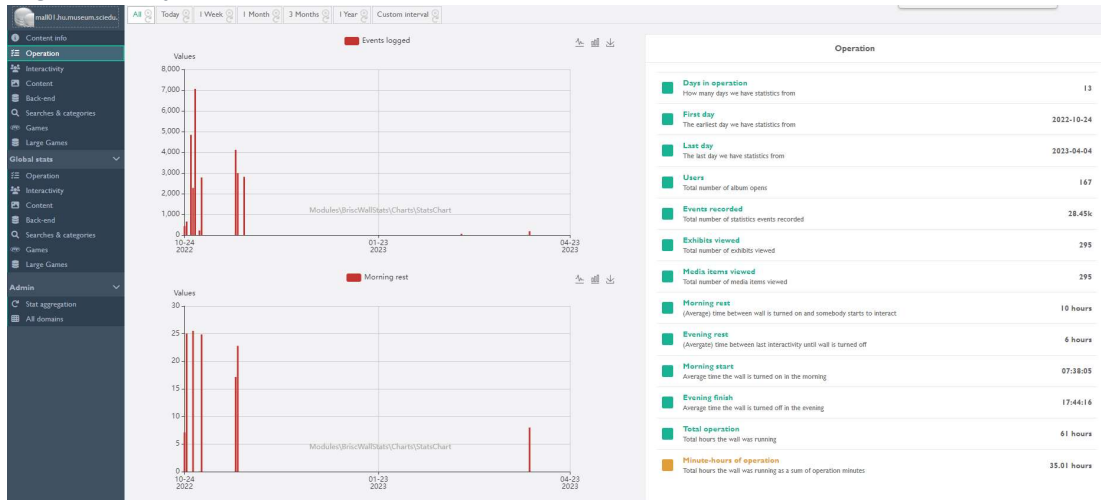 mall01.hu.museum.sciedu.
All
Today
1 Week
1 Month
3 Months
1 Year
Custom interval
Content info
Operation
Interactivity
Content
Back-end
Searches & categories
Games
Large Games
Global stats
Operation
Interactivity
Content
Back-end
Searches & categories
Games
Large Games
Admin
Stat aggregation
All domains
Events logged
Values
8,000
7,000
6,000
5,000
4,000
3,000
2,000
1,000
0
Modules\BriscWallStats\Charts\StatsChart
10-24 01-23 04-23
2022 2023 2023
Morning rest
Values
30
25
20
15
10
5
0
Modules\BriscWallStats\Charts\StatsChart
10-24 01-23 04-23
2022 2023 2023
Operation
Days in operation
How many days we have statistics from
13
First day
The earliest day we have statistics from
2022-10-24
Last day
The last day we have statistics from
2023-04-04
Users
Total number of album opens
167
Events recorded
Total number of statistics events recorded
28.45k
Exhibits viewed
Total number of exhibits viewed
295
Media items viewed
Total number of media items viewed
295
Morning rest
(Average) time between wall is turned on and somebody starts to interact
10 hours
Evening rest
(Avergate) time between last interactivity until wall is turned off
6 hours
Morning start
Average time the wall is turned on in the morning
07:38:05
Evening finish
Average time the wall is turned off in the evening
17:44:16
Total operation
Total hours the wall was running
61 hours
Minute-hours of operation
Total hours the wall was running as a sum of operation minutes
35.01 hours